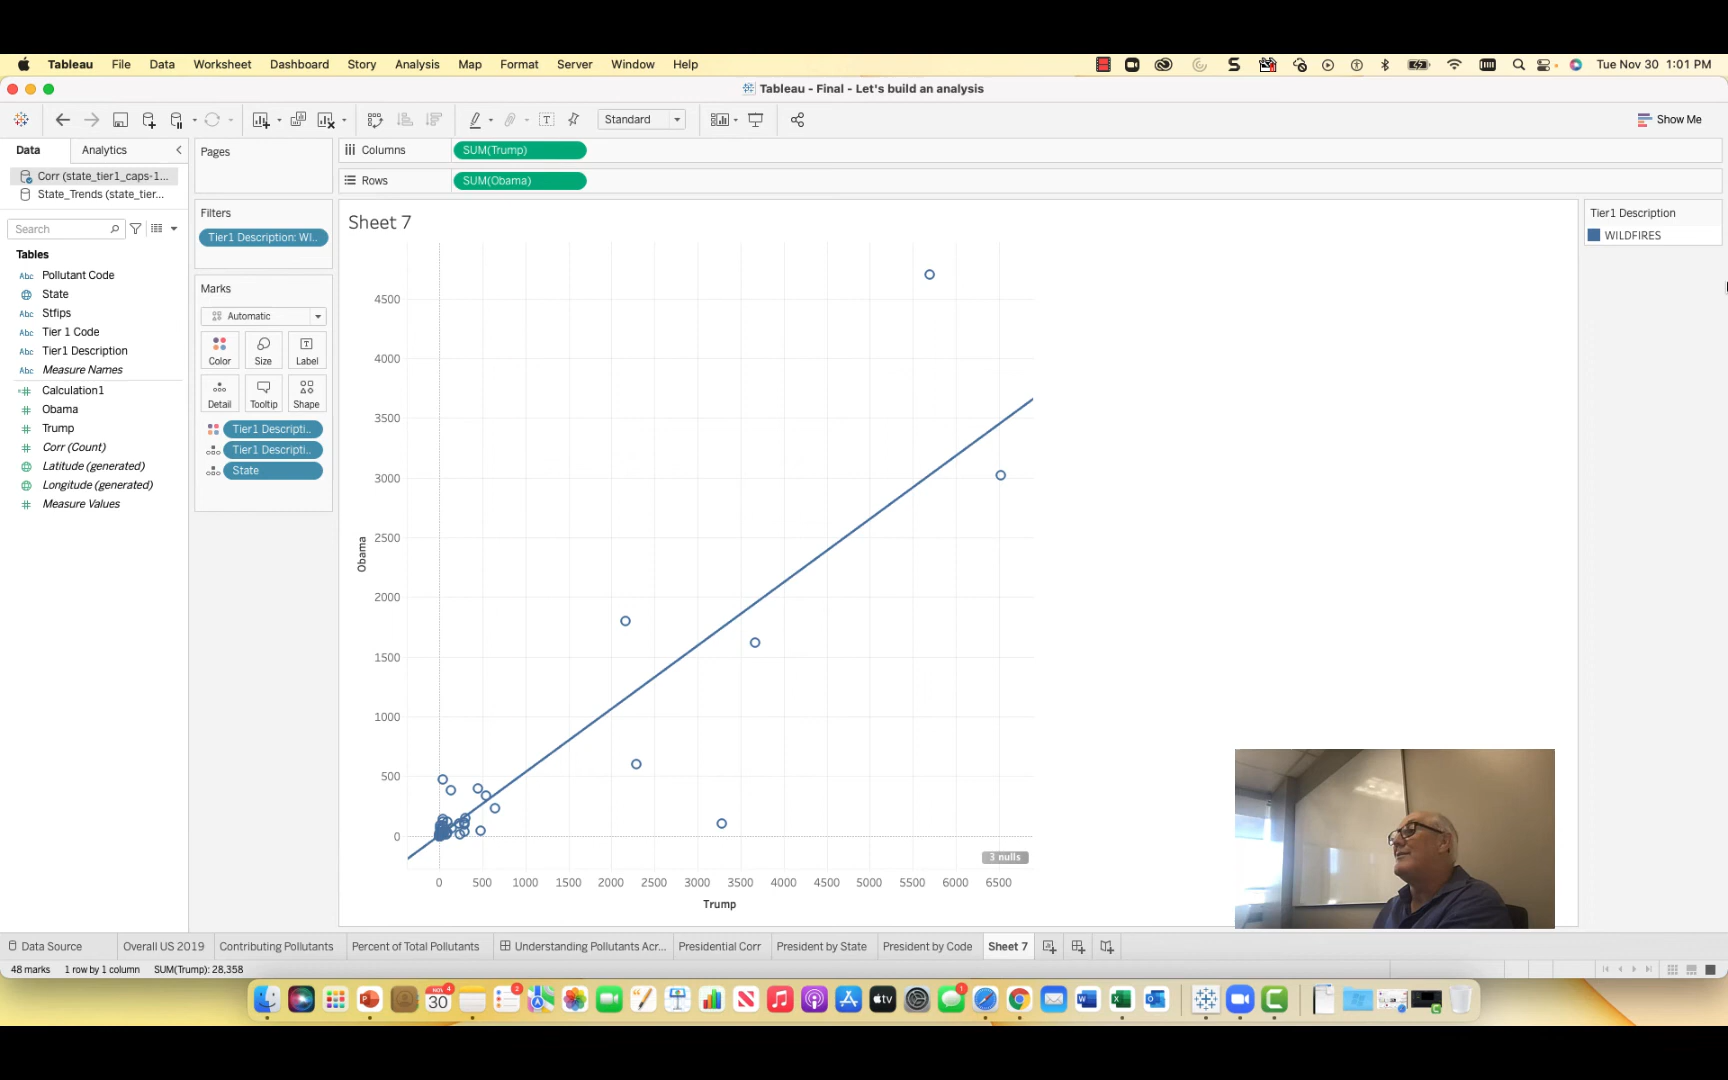 Tableau File Data Worksheet Dashboard Story Analysis Map Format Server Window Help Tue Nov 30 1:01 PM
Tableau - Final - Let's build an analysis
Standard Show Me
Data Analytics
Corr (state_tier1_caps-1...
State_Trends (state_tier...
Search
Tables
Abc Pollutant Code
State
Abc Stfips
Abc Tier 1 Code
Abc Tier1 Description
Abc Measure Names
Calculation1
Obama
Trump
Corr (Count)
Latitude (generated)
Longitude (generated)
Measure Values
Pages
Filters
Tier1 Description: WI..
Marks
Automatic
Color Size Label
Detail Tooltip Shape
Tier1 Descripti..
Tier1 Descripti..
State
Columns SUM(Trump)
Rows SUM(Obama)
Sheet 7
4500
4000
3500
3000
2500
2000
1500
1000
500
0
Obama
3 nulls
0 500 1000 1500 2000 2500 3000 3500 4000 4500 5000 5500 6000 6500
Trump
Tier1 Description
WILDFIRES
Data Source Overall US 2019 Contributing Pollutants Percent of Total Pollutants Understanding Pollutants Acr... Presidential Corr President by State President by Code Sheet 7
48 marks 1 row by 1 column SUM(Trump): 28,358
NOV 30 4 2 1 tv